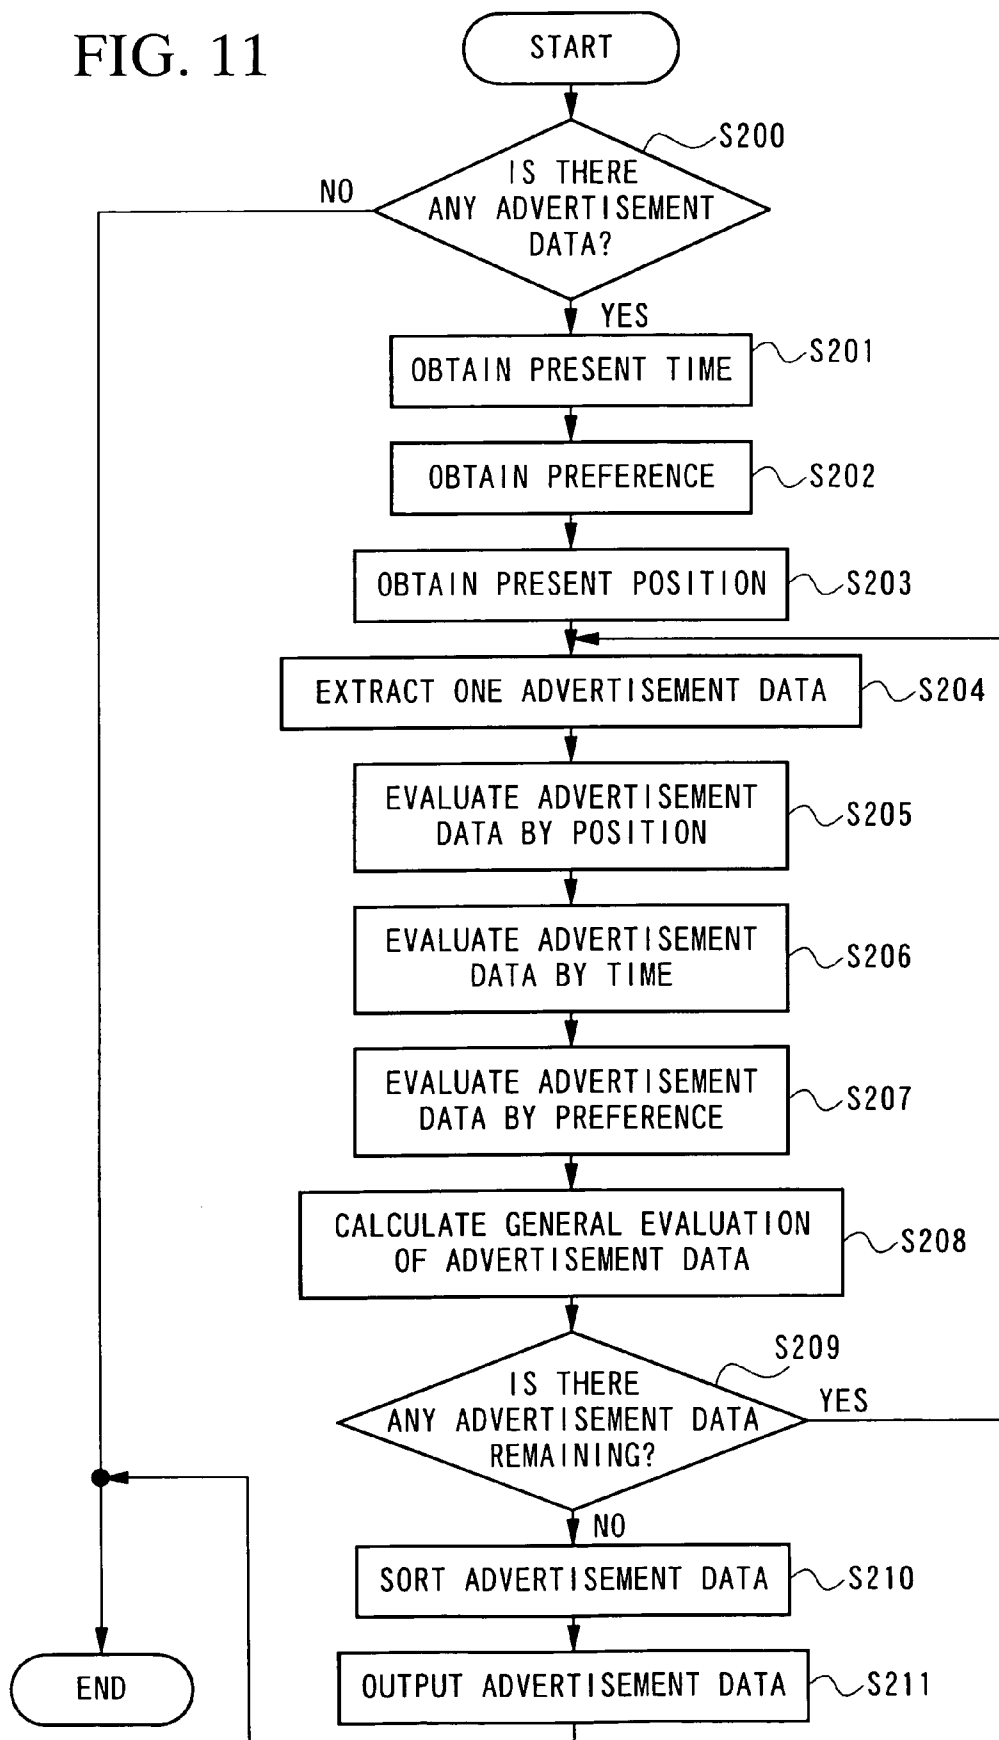 FIG. 11
START
S200
IS THERE
ANY ADVERTISEMENT
DATA?
NO
YES
S201
OBTAIN PRESENT TIME
OBTAIN PREFERENCE
S202
OBTAIN PRESENT POSITION
S203
EXTRACT ONE ADVERTISEMENT DATA
S204
EVALUATE ADVERTISEMENT
DATA BY POSITION
S205
EVALUATE ADVERTISEMENT
DATA BY TIME
S206
EVALUATE ADVERTISEMENT
DATA BY PREFERENCE
S207
CALCULATE GENERAL EVALUATION
OF ADVERTISEMENT DATA
S208
S209
IS THERE
ANY ADVERTISEMENT DATA
REMAINING?
YES
NO
SORT ADVERTISEMENT DATA
S210
OUTPUT ADVERTISEMENT DATA
S211
END